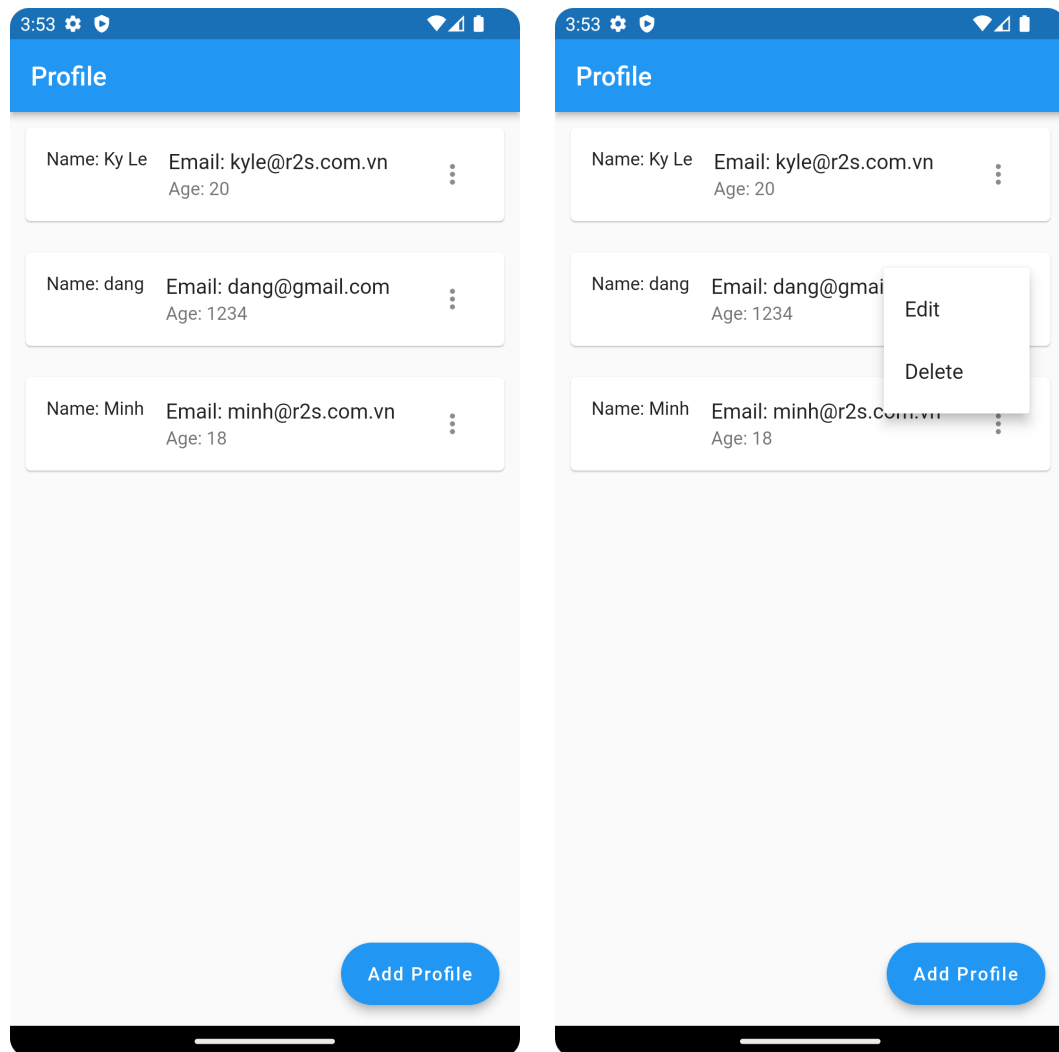 3:53
Profile
Name: Ky Le
Email: kyle@r2s.com.vn
Age: 20
Name: dang
Email: dang@gmail.com
Age: 1234
Name: Minh
Email: minh@r2s.com.vn
Age: 18
Add Profile
3:53
Profile
Name: Ky Le
Email: kyle@r2s.com.vn
Age: 20
Name: dang
Email: dang@gmai
Age: 1234
Edit
Delete
Name: Minh
Email: minh@r2s.com.vn
Age: 18
Add Profile